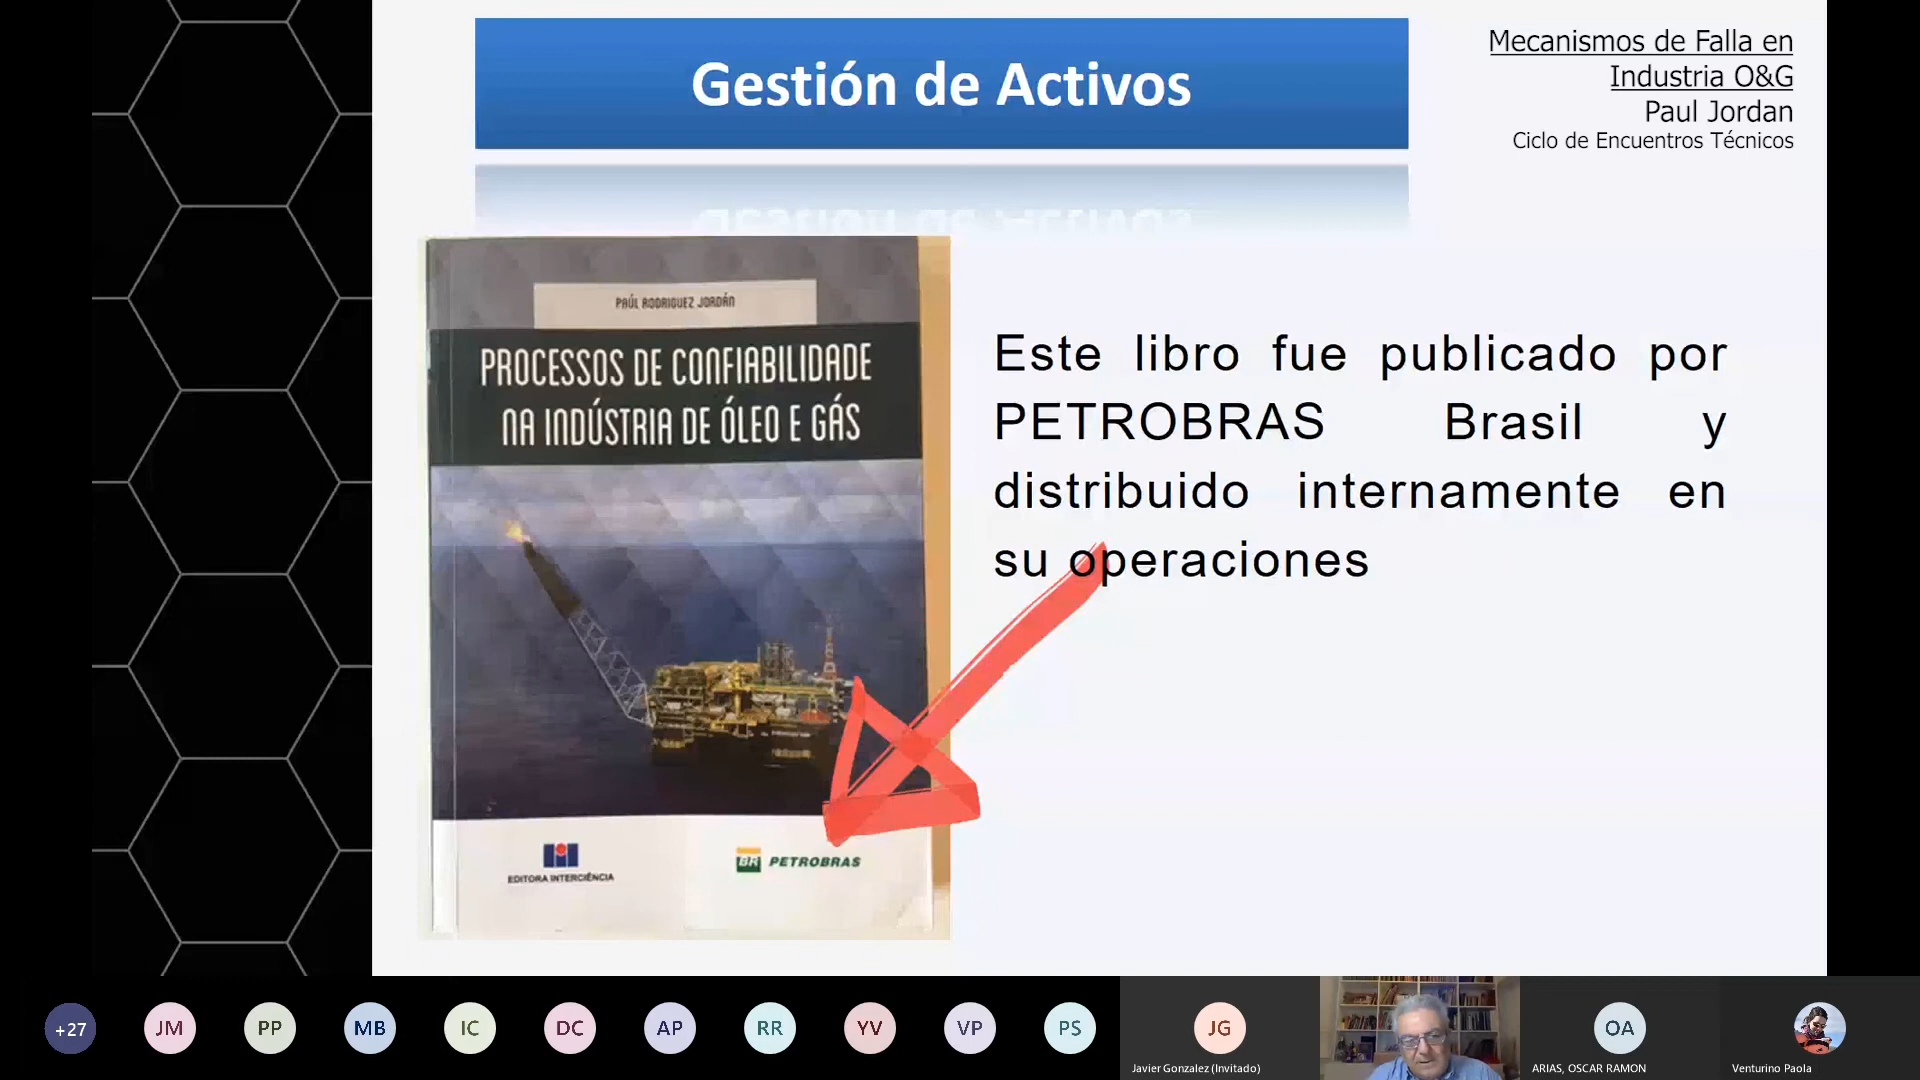 Gestión de Activos
Mecanismos de Falla en
Industria O&G
Paul Jordan
Ciclo de Encuentros Técnicos
PAÚL RODRIGUEZ JORDÁN
PROCESSOS DE CONFIABILIDADE
NA INDÚSTRIA DE ÓLEO E GÁS
EDITORA INTERCIÊNCIA
BR PETROBRAS
Este libro fue publicado por
PETROBRAS Brasil y
distribuido internamente en
su operaciones
+27
JM
PP
MB
IC
DC
AP
RR
YV
VP
PS
JG
Javier Gonzalez (Invitado)
OA
ARIAS, OSCAR RAMON
Venturino Paola